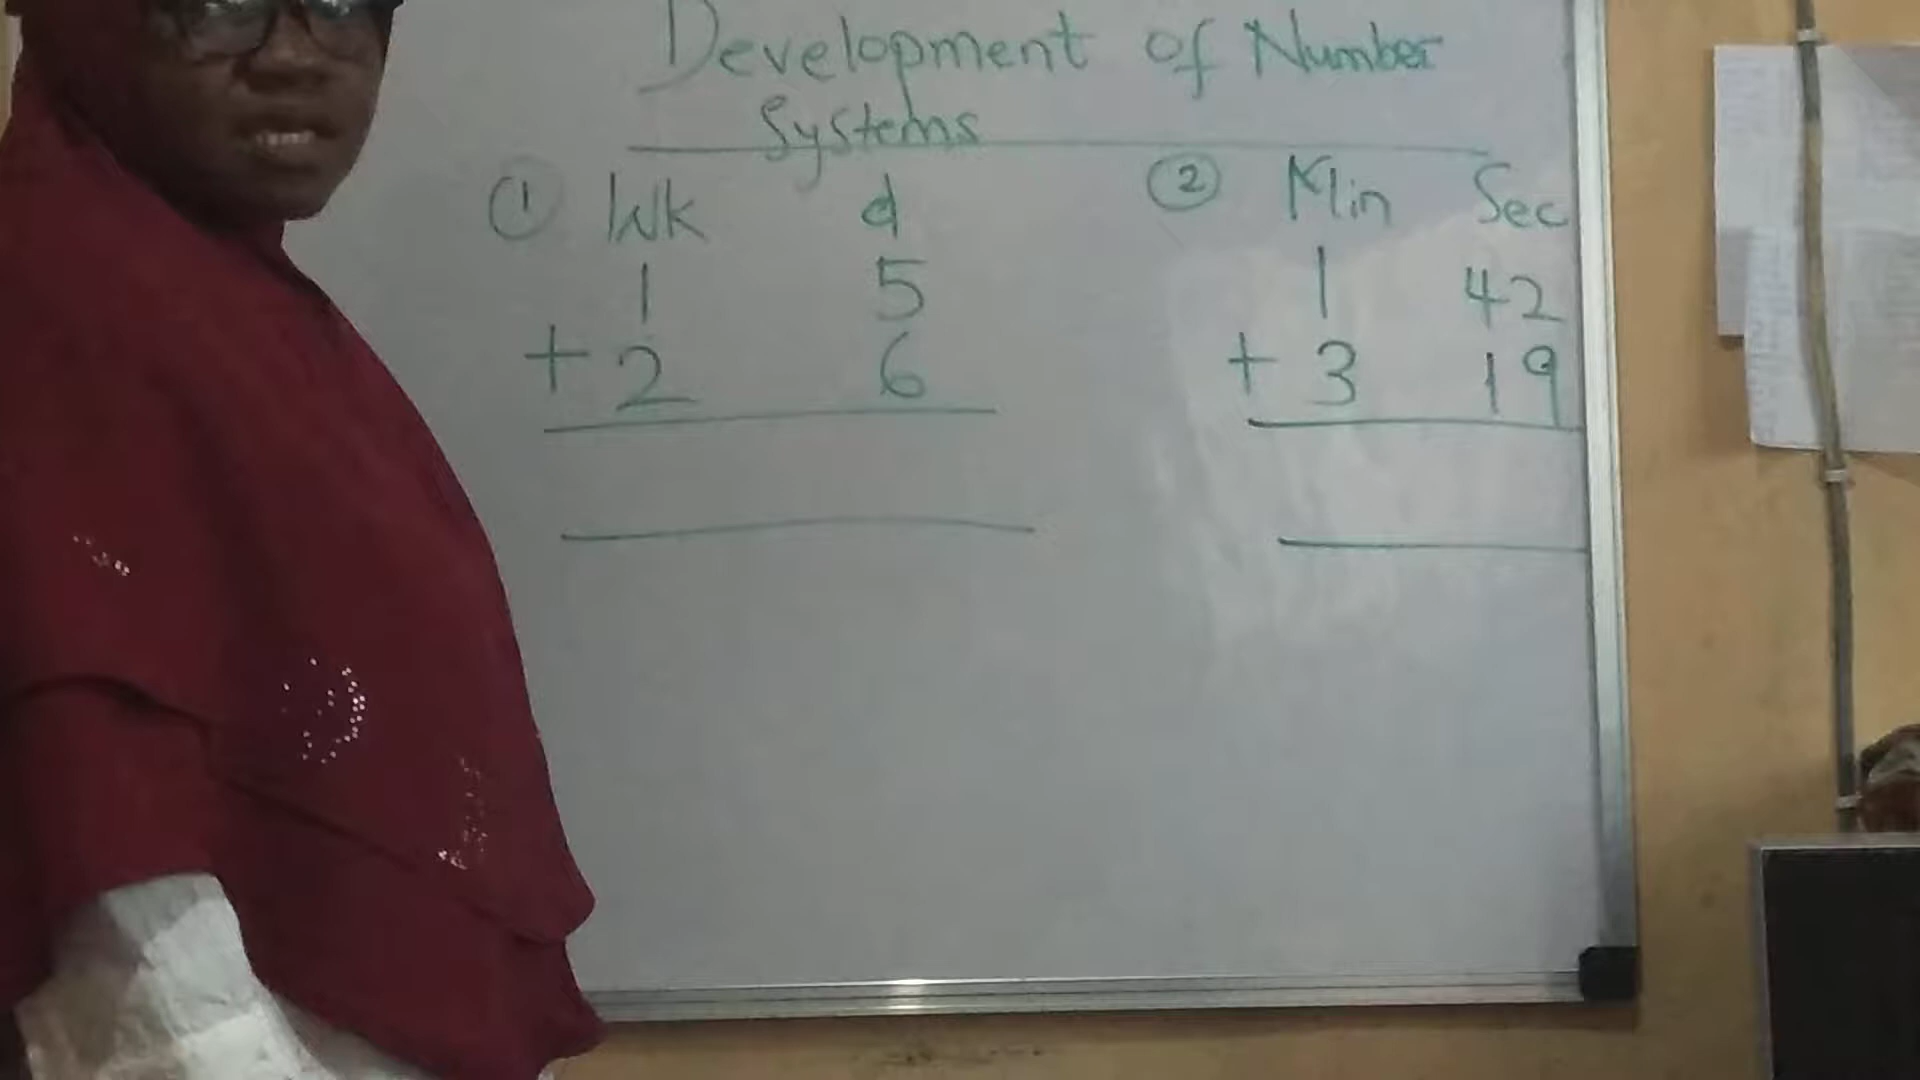 Development of Number
Systems
① Wk d
1 5
+ 2 6
② Min Sec
1 42
+ 3 19